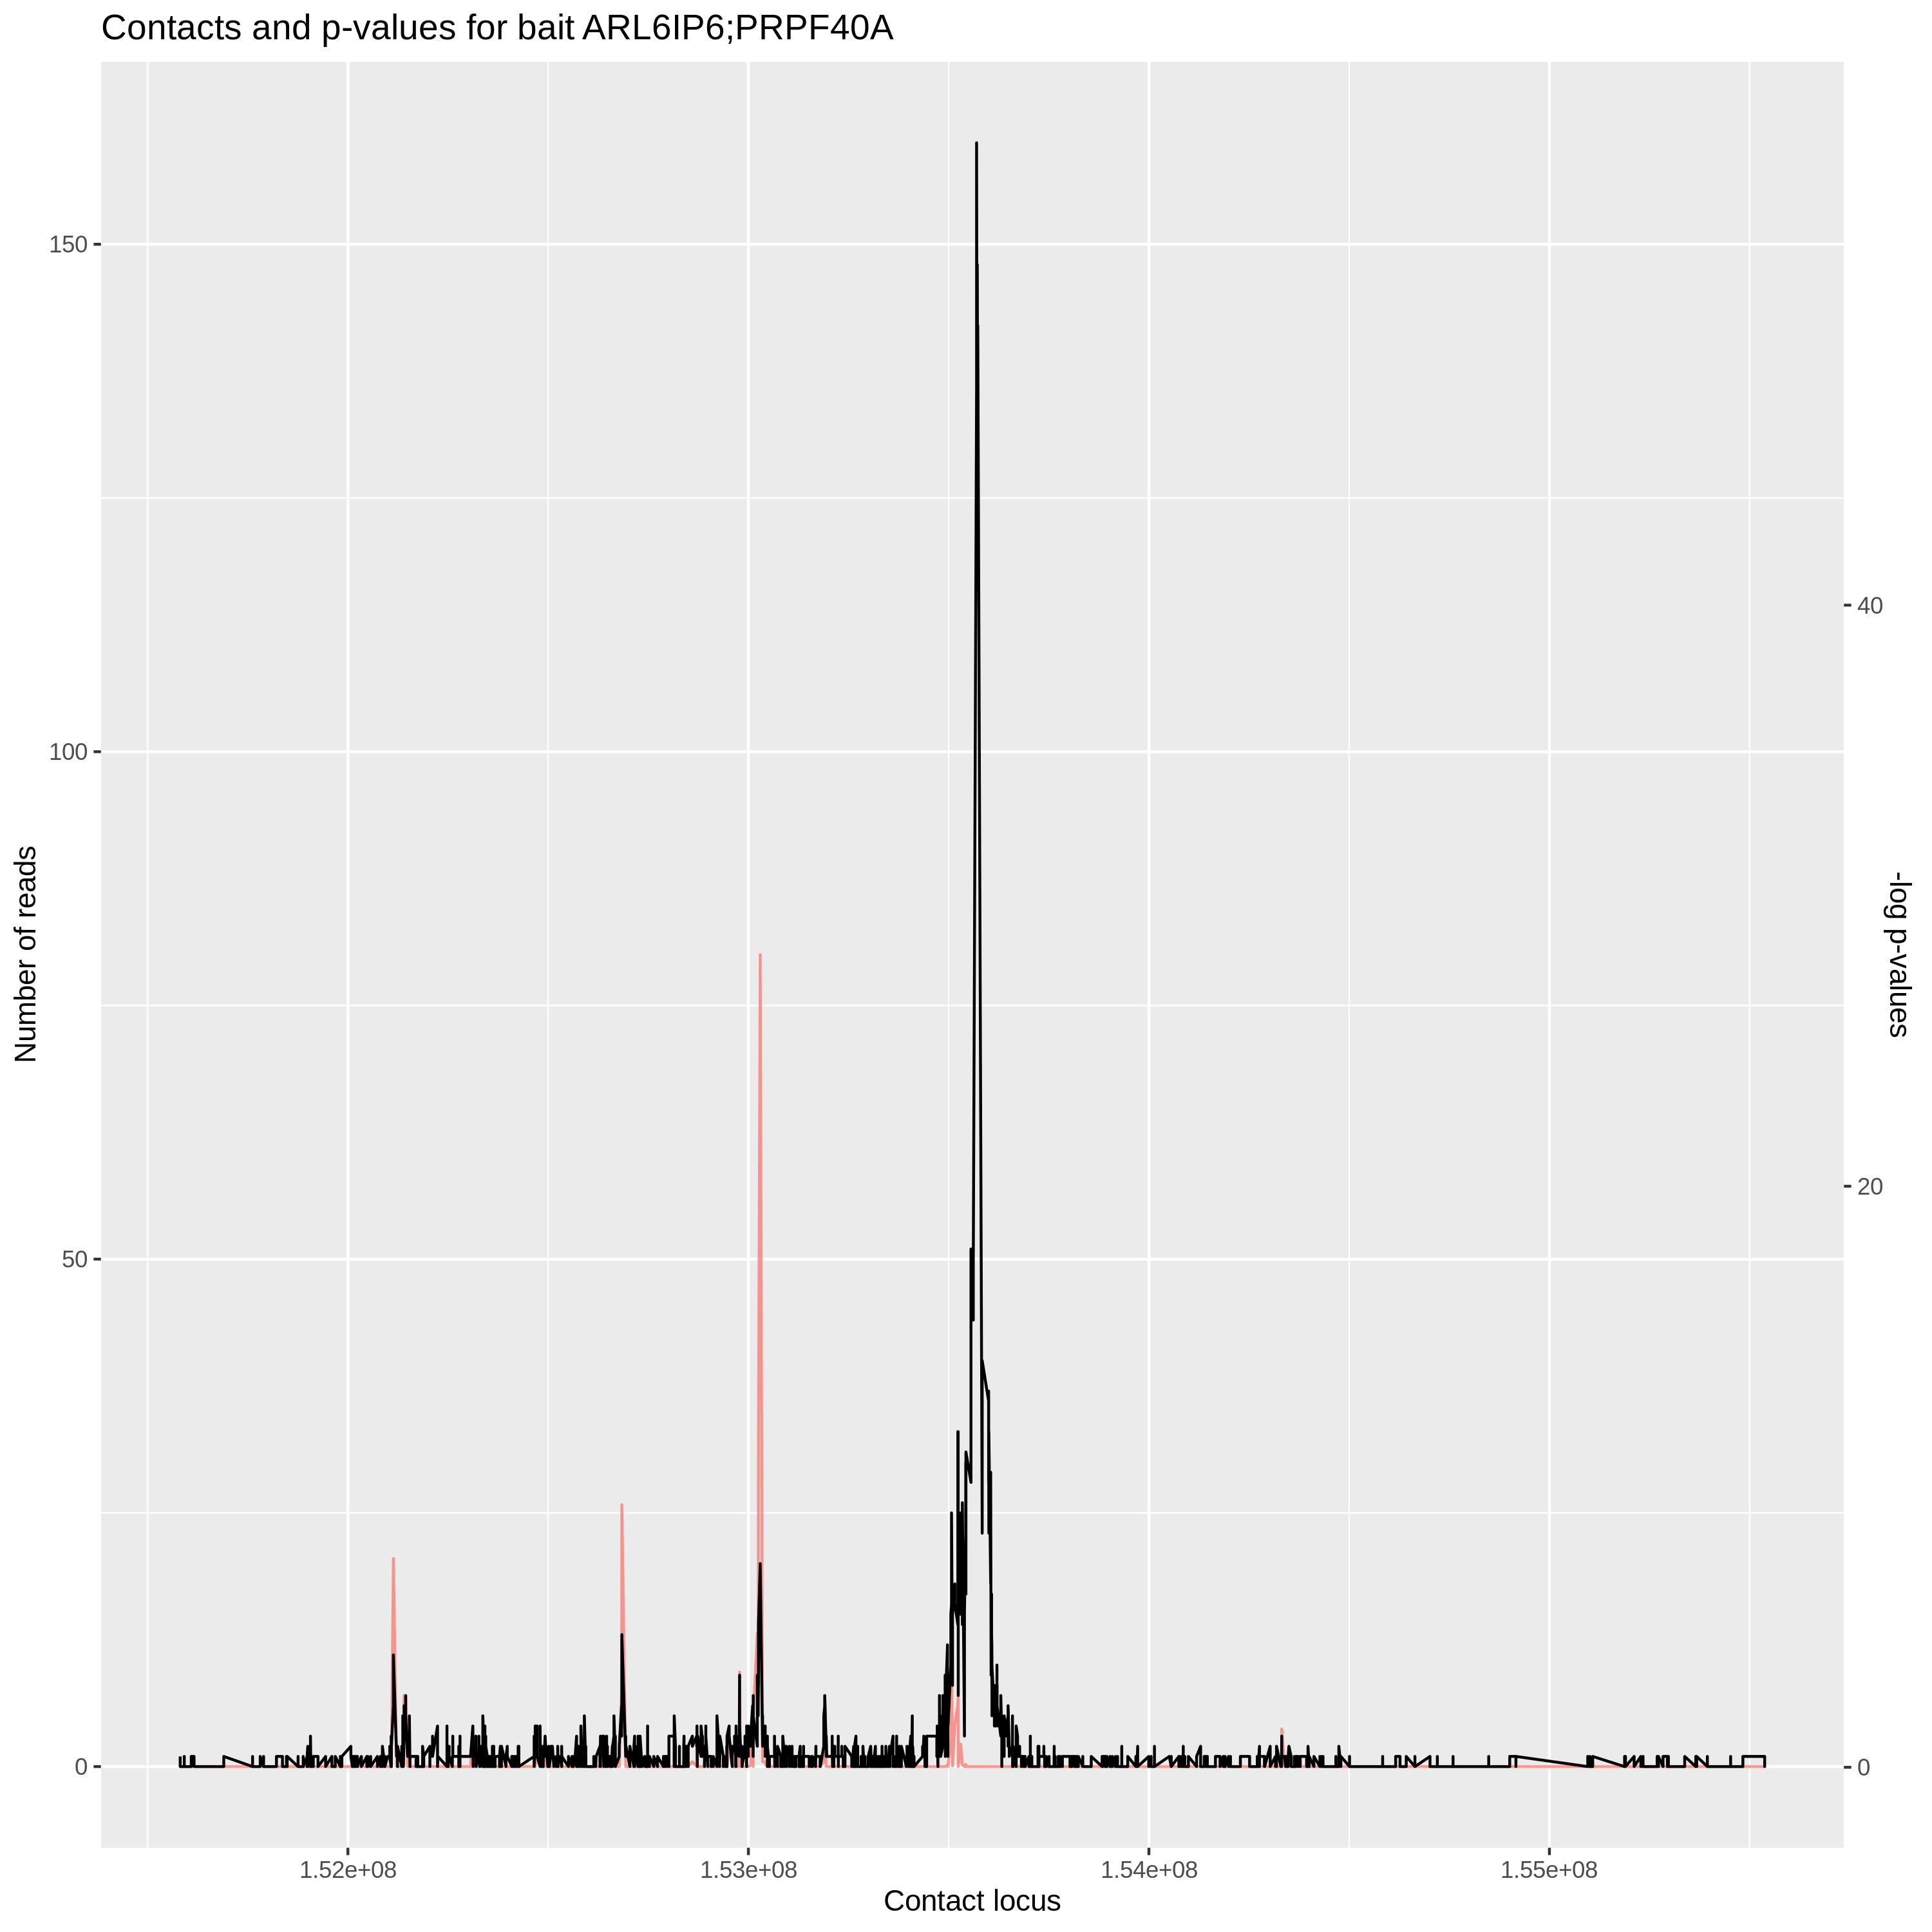 Contacts and p-values for bait ARL6IP6;PRPF40A
150
100
50
0
Number of reads
40
20
0
-log p-values
1.52e+08
1.53e+08
1.54e+08
1.55e+08
Contact locus